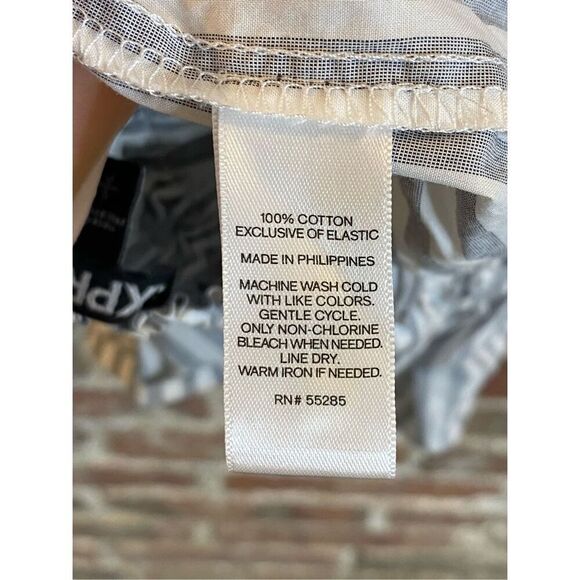 100% COTTON
EXCLUSIVE OF ELASTIC
MADE IN PHILIPPINES
MACHINE WASH COLD
WITH LIKE COLORS.
GENTLE CYCLE.
ONLY NON-CHLORINE
BLEACH WHEN NEEDED.
LINE DRY.
WARM IRON IF NEEDED.
RN# 55285